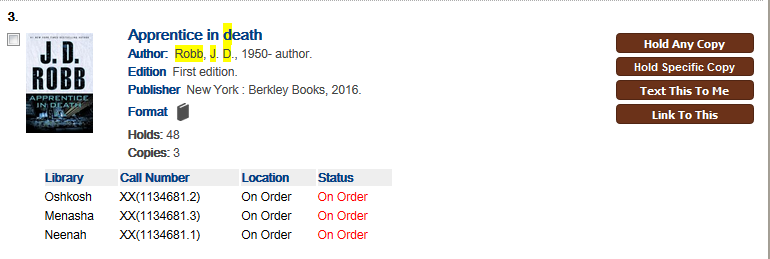 3.
Apprentice in death
Author: Robb, J. D., 1950- author.
Edition First edition.
Publisher New York : Berkley Books, 2016.
Format
Holds: 48
Copies: 3
J. D.
ROBB
APPRENTICE
IN DEATH
Hold Any Copy
Hold Specific Copy
Text This To Me
Link To This
Library Call Number Location Status
Oshkosh XX(1134681.2) On Order On Order
Menasha XX(1134681.3) On Order On Order
Neenah XX(1134681.1) On Order On Order